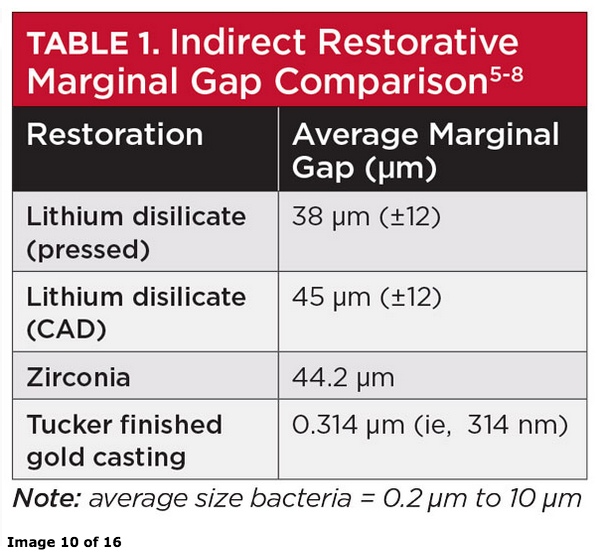 TABLE 1. Indirect Restorative
Marginal Gap Comparison5-8
Restoration
Average Marginal
Gap (µm)
Lithium disilicate
(pressed)
38 µm (±12)
Lithium disilicate
(CAD)
45 µm (±12)
Zirconia
44.2 µm
Tucker finished
gold casting
0.314 µm (ie, 314 nm)
Note: average size bacteria = 0.2 µm to 10 µm
Image 10 of 16